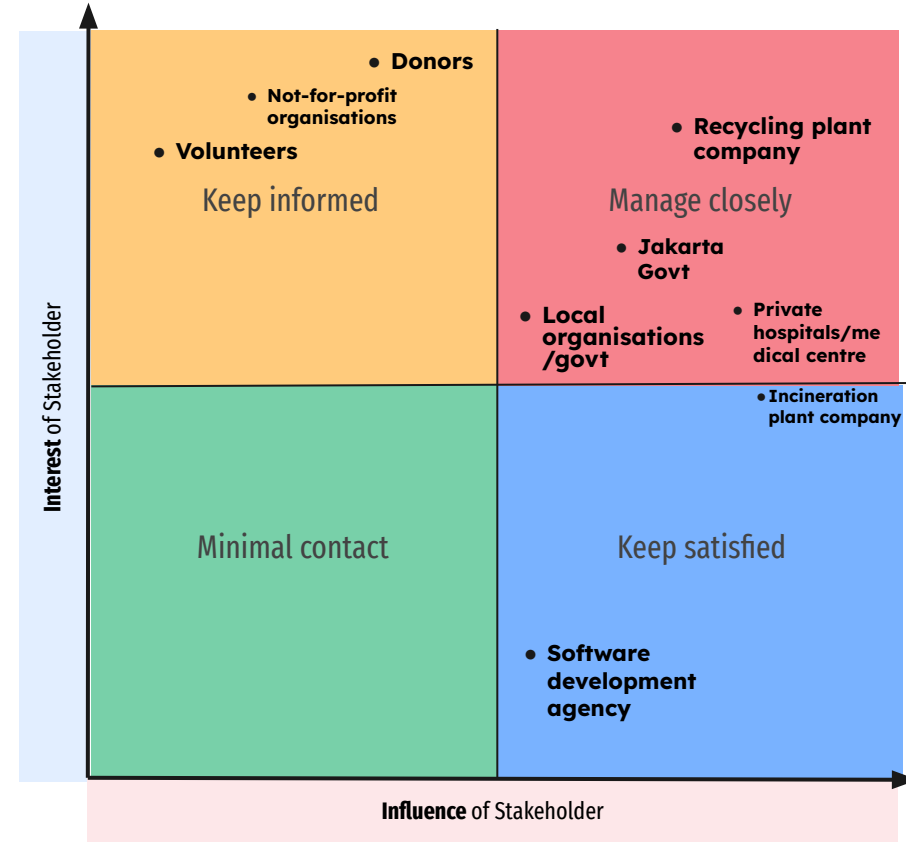 ● Donors
● Not-for-profit
organisations
● Volunteers
Keep informed
● Recycling plant
company
Manage closely
● Jakarta
Govt
● Local
organisations
/govt
● Private
hospitals/me
dical centre
● Incineration
plant company
Minimal contact
Keep satisfied
● Software
development
agency
Interest of Stakeholder
Influence of Stakeholder